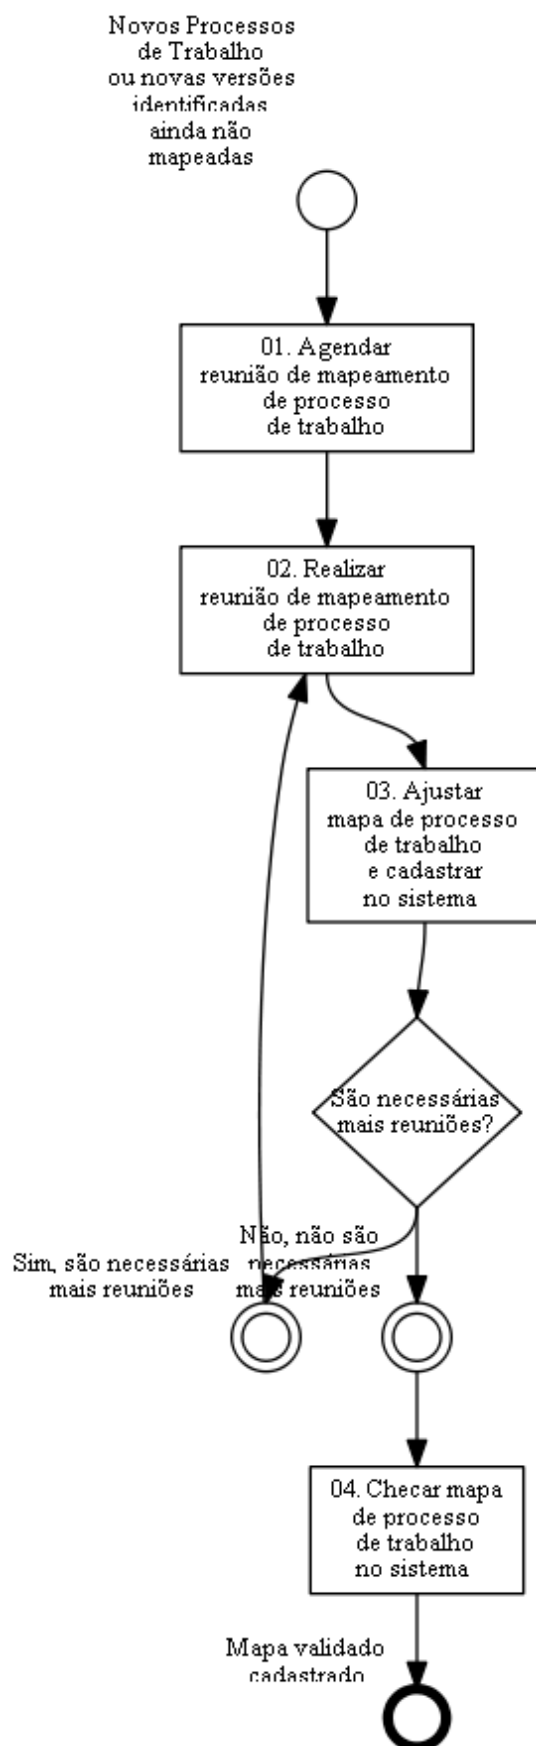 Novos Processos
de Trabalho
ou novas versões
identificadas
ainda não
mapeadas
01. Agendar
reunião de mapeamento
de processo
de trabalho
02. Realizar
reunião de mapeamento
de processo
de trabalho
03. Ajustar
mapa de processo
de trabalho
e cadastrar
no sistema
São necessárias
mais reuniões?
Não, não são
necessárias
mais reuniões
Sim, são necessárias
mais reuniões
04. Checar mapa
de processo
de trabalho
no sistema
Mapa validado
cadastrado